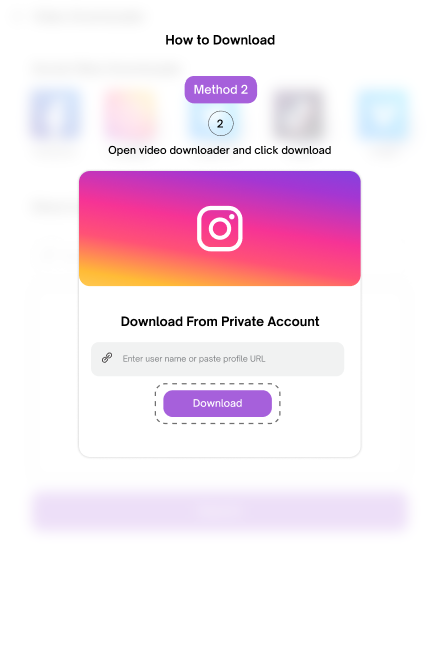 How to Download
Method 2
2
Open video downloader and click download
Download From Private Account
Enter user name or paste profile URL
Download